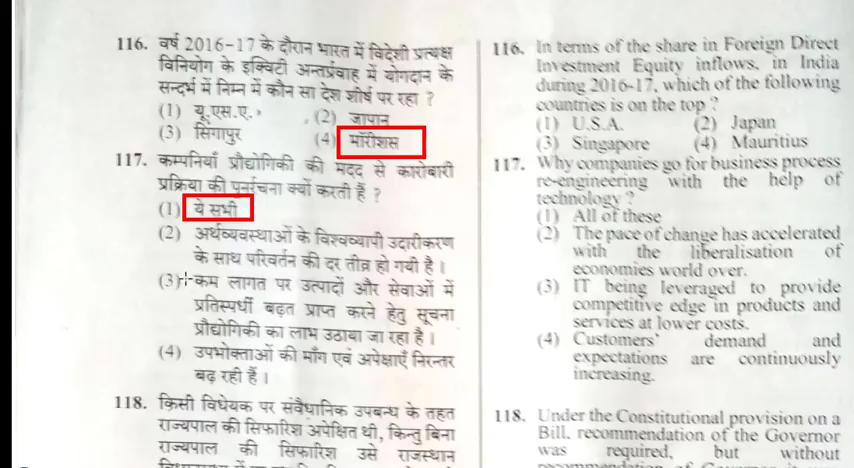 116. वर्ष 2016-17 के दौरान भारत में विदेशी प्रत्यक्ष
विनियोग के इक्विटी अन्तर्प्रवाह में योगदान के
सन्दर्भ में निम्न में कौन सा देश शीर्ष पर रहा ?
(1) यू.एस.ए. (2) जापान
(3) सिंगापुर (4) मॉरीशस
117. कम्पनियाँ प्रौद्योगिकी की मदद से कारोबारी
प्रक्रिया की पुनर्रचना क्यों करती हैं ?
(1) ये सभी
(2) अर्थव्यवस्थाओं के विश्वव्यापी उदारीकरण
के साथ परिवर्तन की दर तीव्र हो गयी है ।
(3) कम लागत पर उत्पादों और सेवाओं में
प्रतिस्पर्धी बढ़त प्राप्त करने हेतु सूचना
प्रौद्योगिकी का लाभ उठाया जा रहा है ।
(4) उपभोक्ताओं की माँग एवं अपेक्षाएँ निरन्तर
बढ़ रही हैं ।
118. किसी विधेयक पर संवैधानिक उपबन्ध के तहत
राज्यपाल की सिफारिश अपेक्षित थी, किन्तु बिना
राज्यपाल की सिफारिश उसे राजस्थान
116. In terms of the share in Foreign Direct
Investment Equity inflows, in India
during 2016-17, which of the following
countries is on the top ?
(1) U.S.A. (2) Japan
(3) Singapore (4) Mauritius
117. Why companies go for business process
re-engineering with the help of
technology ?
(1) All of these
(2) The pace of change has accelerated
with the liberalisation of
economies world over.
(3) IT being leveraged to provide
competitive edge in products and
services at lower costs.
(4) Customers' demand and
expectations are continuously
increasing.
118. Under the Constitutional provision on a
Bill, recommendation of the Governor
was required, but without